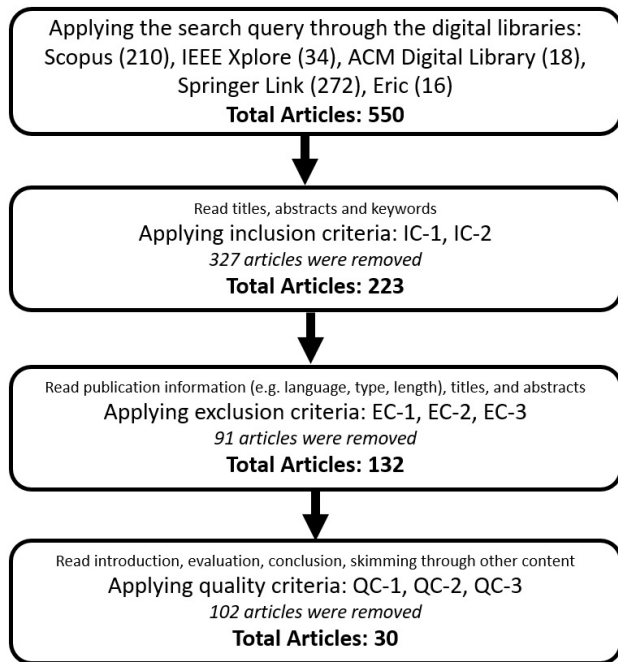 Applying the search query through the digital libraries:
Scopus (210), IEEE Xplore (34), ACM Digital Library (18),
Springer Link (272), Eric (16)
Total Articles: 550
Read titles, abstracts and keywords
Applying inclusion criteria: IC-1, IC-2
327 articles were removed
Total Articles: 223
Read publication information (e.g. language, type, length), titles, and abstracts
Applying exclusion criteria: EC-1, EC-2, EC-3
91 articles were removed
Total Articles: 132
Read introduction, evaluation, conclusion, skimming through other content
Applying quality criteria: QC-1, QC-2, QC-3
102 articles were removed
Total Articles: 30